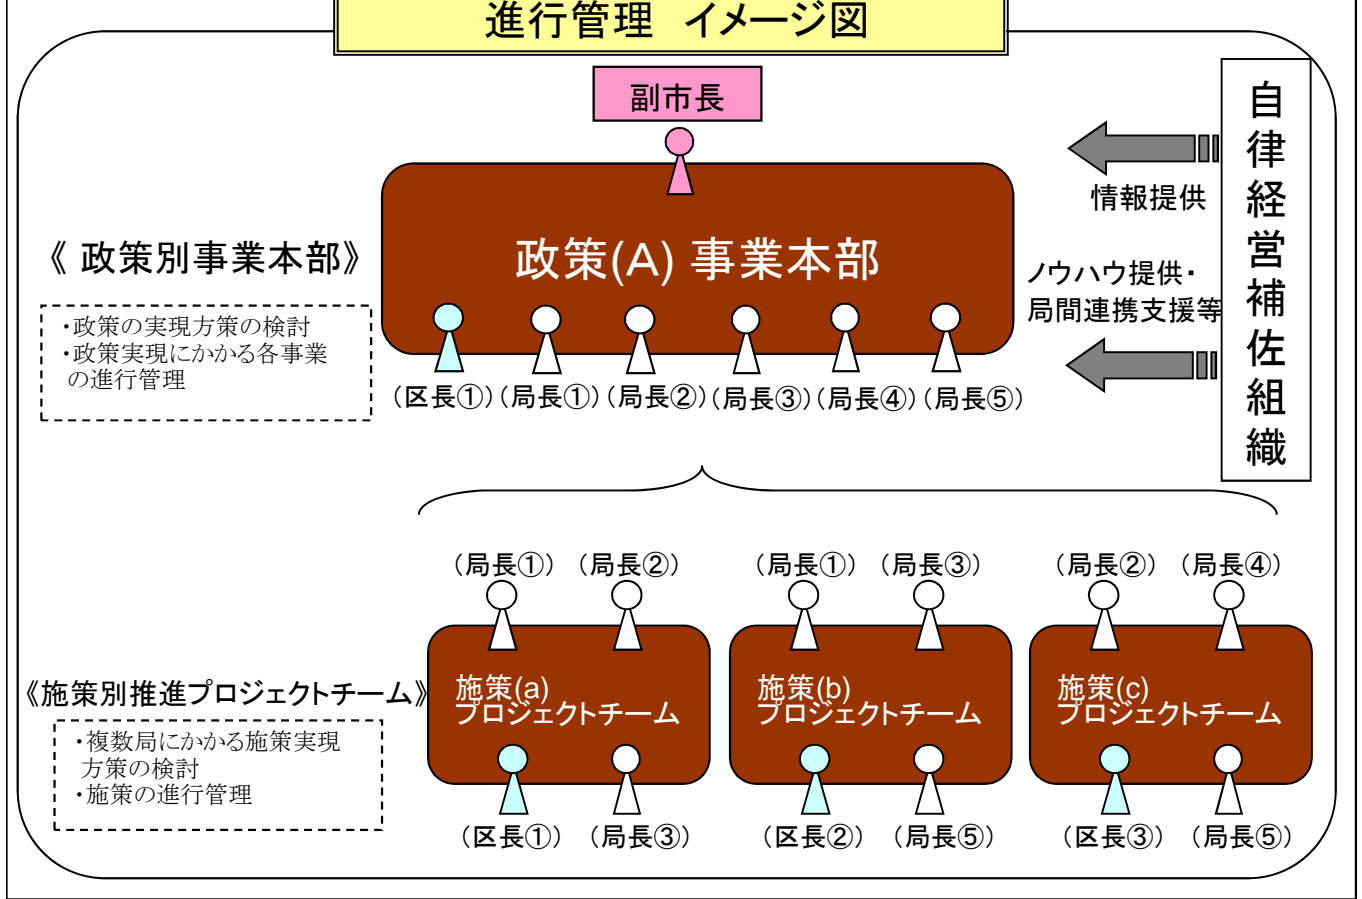 進行管理 イメージ図
副市長
自律経営補佐組織
情報提供
《 政策別事業本部》
政策(A) 事業本部
ノウハウ提供・
局間連携支援等
・政策の実現方策の検討
・政策実現にかかる各事業
の進行管理
(区長①) (局長①) (局長②) (局長③) (局長④) (局長⑤)
(局長①) (局長②) (局長①) (局長③) (局長②) (局長④)
《施策別推進プロジェクトチーム》
施策(a)
プロジェクトチーム
施策(b)
プロジェクトチーム
施策(c)
プロジェクトチーム
・複数局にかかる施策実現
方策の検討
・施策の進行管理
(区長①) (局長③) (区長②) (局長⑤) (区長③) (局長⑤)